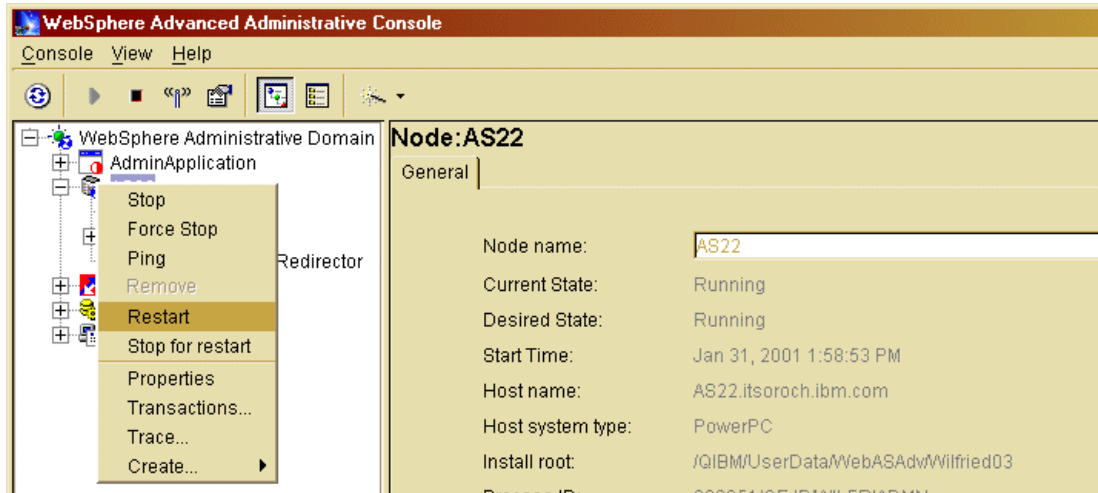 WebSphere Advanced Administrative Console
Console View Help
WebSphere Administrative Domain
AdminApplication
Redirector
Stop
Force Stop
Ping
Remove
Restart
Stop for restart
Properties
Transactions...
Trace...
Create...
Node:AS22
General
Node name: AS22
Current State: Running
Desired State: Running
Start Time: Jan 31, 2001 1:58:53 PM
Host name: AS22.itsoroch.ibm.com
Host system type: PowerPC
Install root: /QIBM/UserData/WebASAdv/Wilfried03